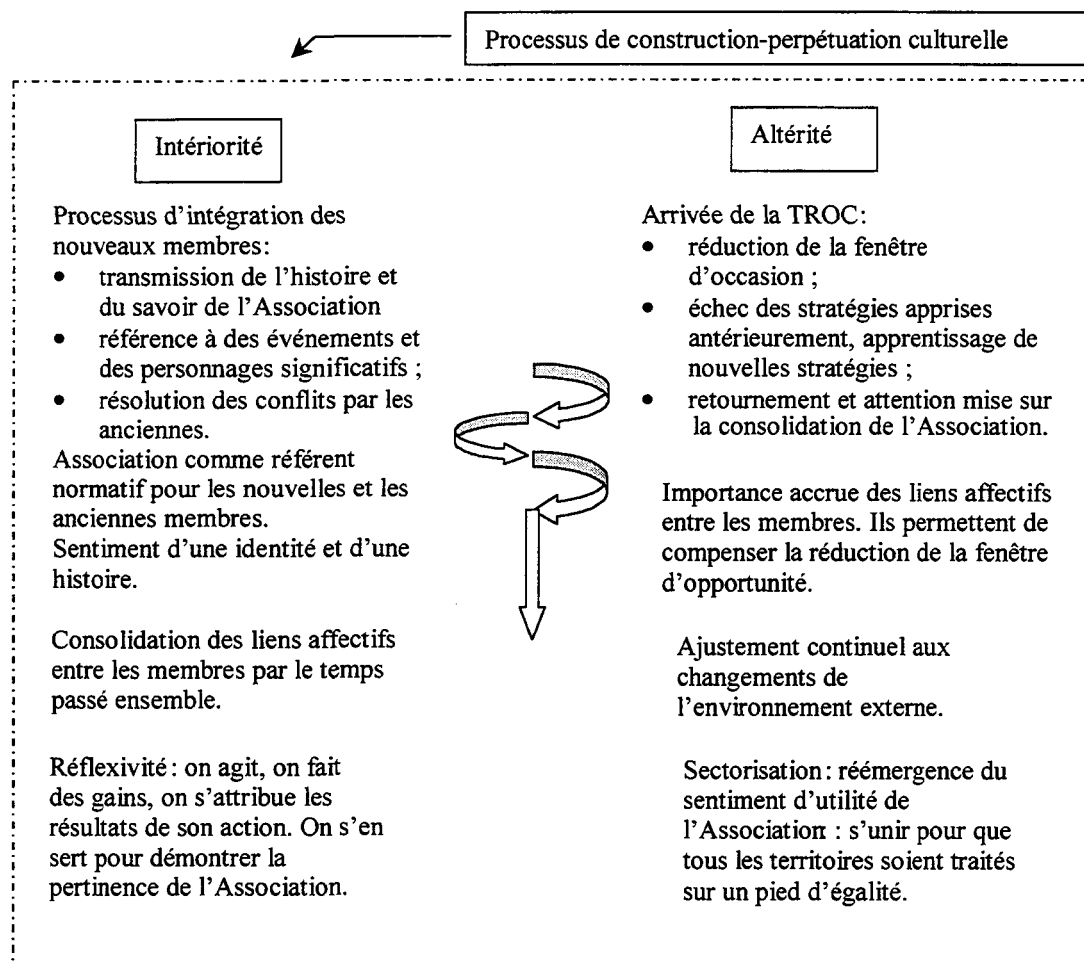 Processus de construction-perpétuation culturelle
Intériorité
Processus d'intégration des
nouveaux membres:
• transmission de l'histoire et
du savoir de l'Association
• référence à des événements et
des personnages significatifs ;
• résolution des conflits par les
anciennes.
Association comme référent
normatif pour les nouvelles et les
anciennes membres.
Sentiment d'une identité et d'une
histoire.
Consolidation des liens affectifs
entre les membres par le temps
passé ensemble.
Réflexivité : on agit, on fait
des gains, on s'attribue les
résultats de son action. On s'en
sert pour démontrer la
pertinence de l'Association.
Altérité
Arrivée de la TROC:
• réduction de la fenêtre
d'occasion ;
• échec des stratégies apprises
antérieurement, apprentissage de
nouvelles stratégies ;
• retournement et attention mise sur
la consolidation de l'Association.
Importance accrue des liens affectifs
entre les membres. Ils permettent de
compenser la réduction de la fenêtre
d'opportunité.
Ajustement continuel aux
changements de
l'environnement externe.
Sectorisation : réémergence du
sentiment d'utilité de
l'Association : s'unir pour que
tous les territoires soient traités
sur un pied d'égalité.